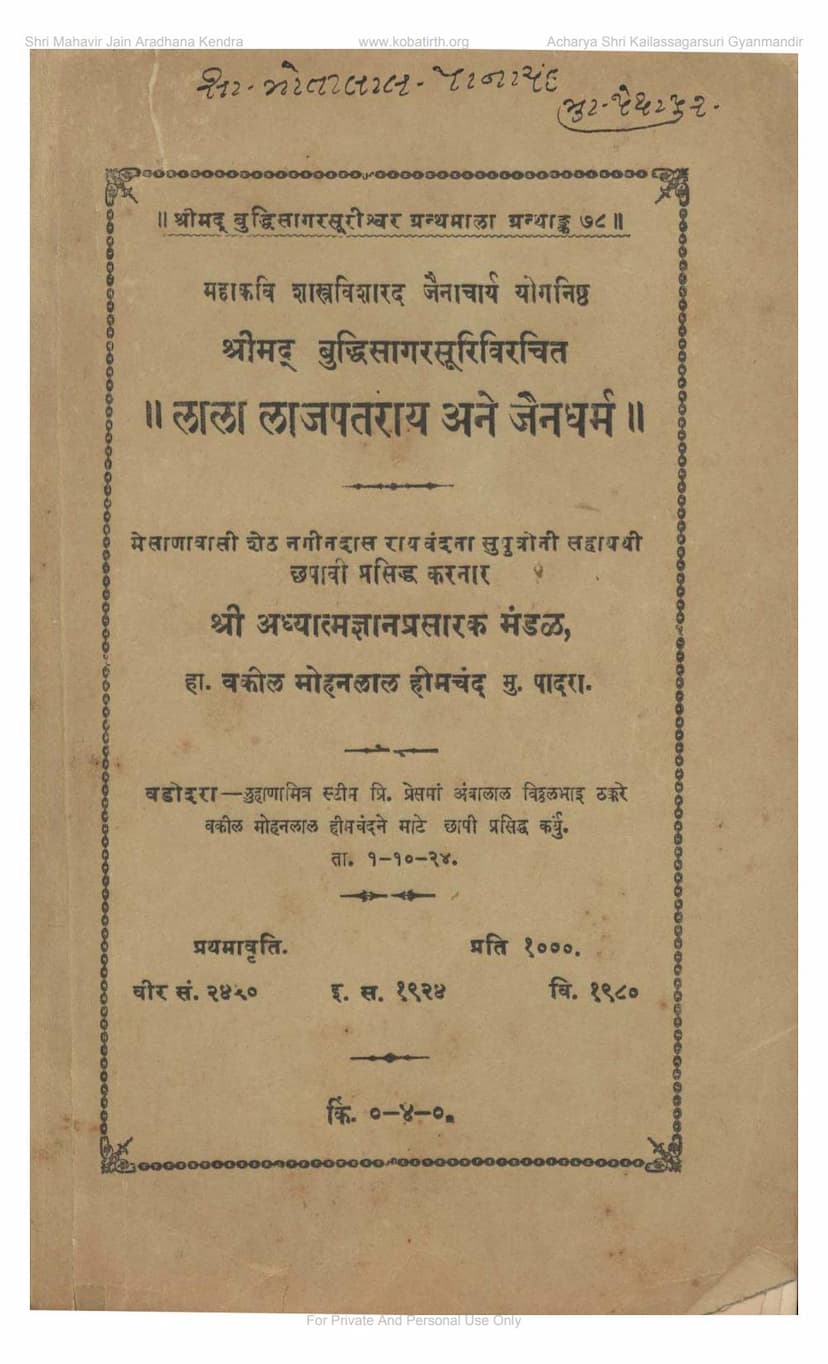 Shri Mahavir Jain Aradhana Kendra www.kobatirth.org Acharya Shri Kailassagarsuri Gyanmandir
શા. મોતીલાલ - પાનાચંદ
॥ श्रीमद् बुद्धिसागरसूरीश्वर ग्रन्थमाला ग्रन्थाङ्क ७८॥
महाकवि शास्त्रविशारद जैनाचार्य योगनिष्ठ
श्रीमद् बुद्धिसागरसूरिविरचित
॥ लाला लाजपतराय अने जैनधर्म ॥
मेसाणावासी शेठ नगीनदास रायचंदना सुपुत्रोनी सहायथी
छपावी प्रसिद्ध करनार
श्री अध्यात्मज्ञानप्रसारक मंडळ,
हा. वकील मोहनलाल हीमचंद् मु. पादरा.
वडोदरा—लुहाणामित्र स्टीम प्रि. प्रेसमां अंबालाल विठ्ठलभाइ ठक्करे
वकील मोहनलाल हीमचंदने माटे छापी प्रसिद्ध कर्युं.
ता. १-१०-२४.
प्रथमावृति. प्रति १०००.
वीर सं. २४५० इ. स. १९२४ वि. १९८०
किं. ०-४-०.
For Private And Personal Use Only